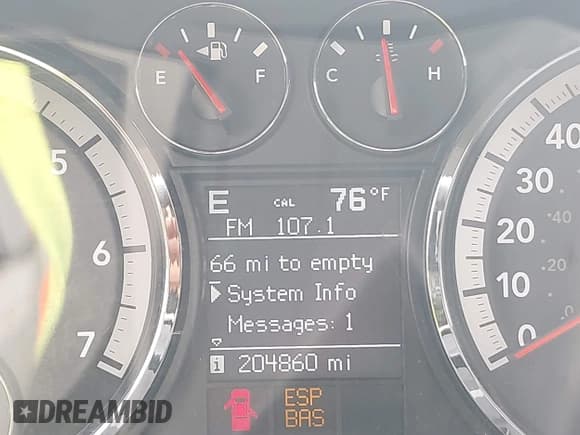 E F
C H
5
6
7
40
30
20
10
0
40
20
0
E CAL 76°F
FM 107.1
66 mi to empty
System Info
Messages: 1
i 204860 mi
ESP
BAS
DREAMBID